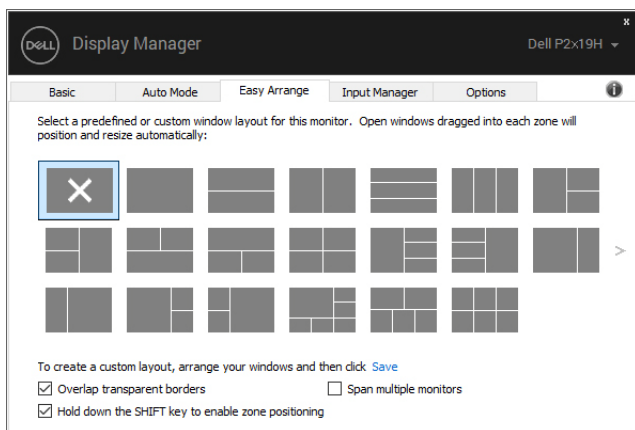 x
DELL Display Manager Dell P2x19H
Basic Auto Mode Easy Arrange Input Manager Options i
Select a predefined or custom window layout for this monitor. Open windows dragged into each zone will
position and resize automatically:
>
To create a custom layout, arrange your windows and then click Save
Overlap transparent borders Span multiple monitors
Hold down the SHIFT key to enable zone positioning